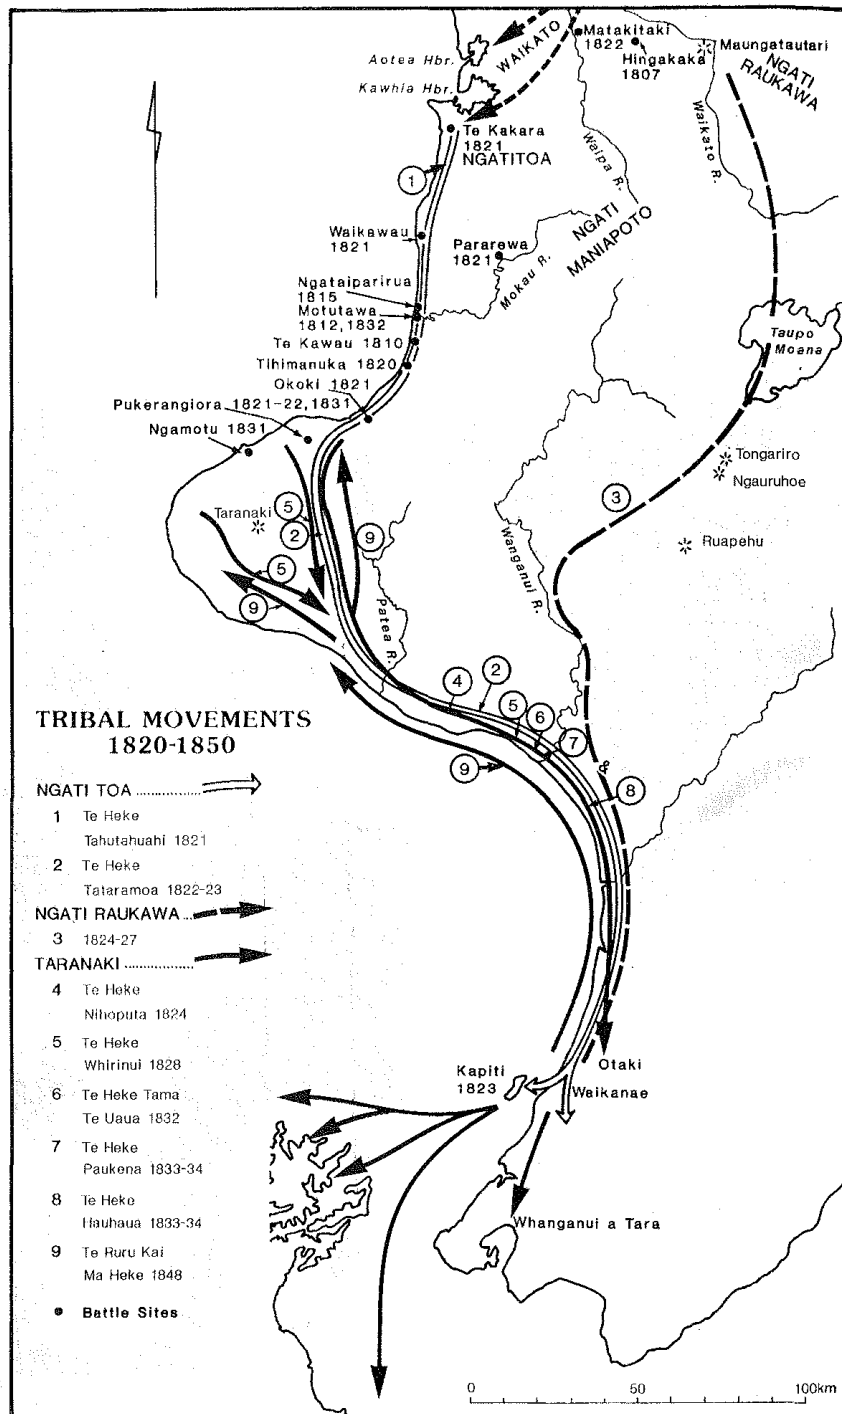 Matakitaki
1822
Hingakaka
1807
Maungatautari
NGATI
RAUKAWA
WAIKATO
Aotea Hbr.
Kawhia Hbr.
Te Kakara
1821
NGATITOA
Waipa R.
Waikato R.
1
Waikawau
1821
Pararewa
1821
NGATI
MANIAPOTO
Mokau R.
Ngataiparirua
1815
Motutawa
1812,1832
Te Kawau 1810
Tihimanuka 1820
Okoki 1821
Pukerangiora 1821-22,1831
Ngamotu 1831
Taupo
Moana
Tongariro
Ngauruhoe
3
Ruapehu
Taranaki
5
2
9
5
9
Wanganui R.
Patea R.
4
2
5
6
7
9
8
&
TRIBAL MOVEMENTS
1820-1850
NGATI TOA
1 Te Heke
Tahutahuahi 1821
2 Te Heke
Tataramoa 1822-23
NGATI RAUKAWA
3 1824-27
TARANAKI
4 Te Heke
Nihoputa 1824
5 Te Heke
Whirinui 1828
6 Te Heke Tama
Te Uaua 1832
7 Te Heke
Paukena 1833-34
8 Te Heke
Hauhaua 1833-34
9 Te Ruru Kai
Ma Heke 1848
Battle Sites
Kapiti
1823
Otaki
Waikanae
Whanganui a Tara
0 50 100km